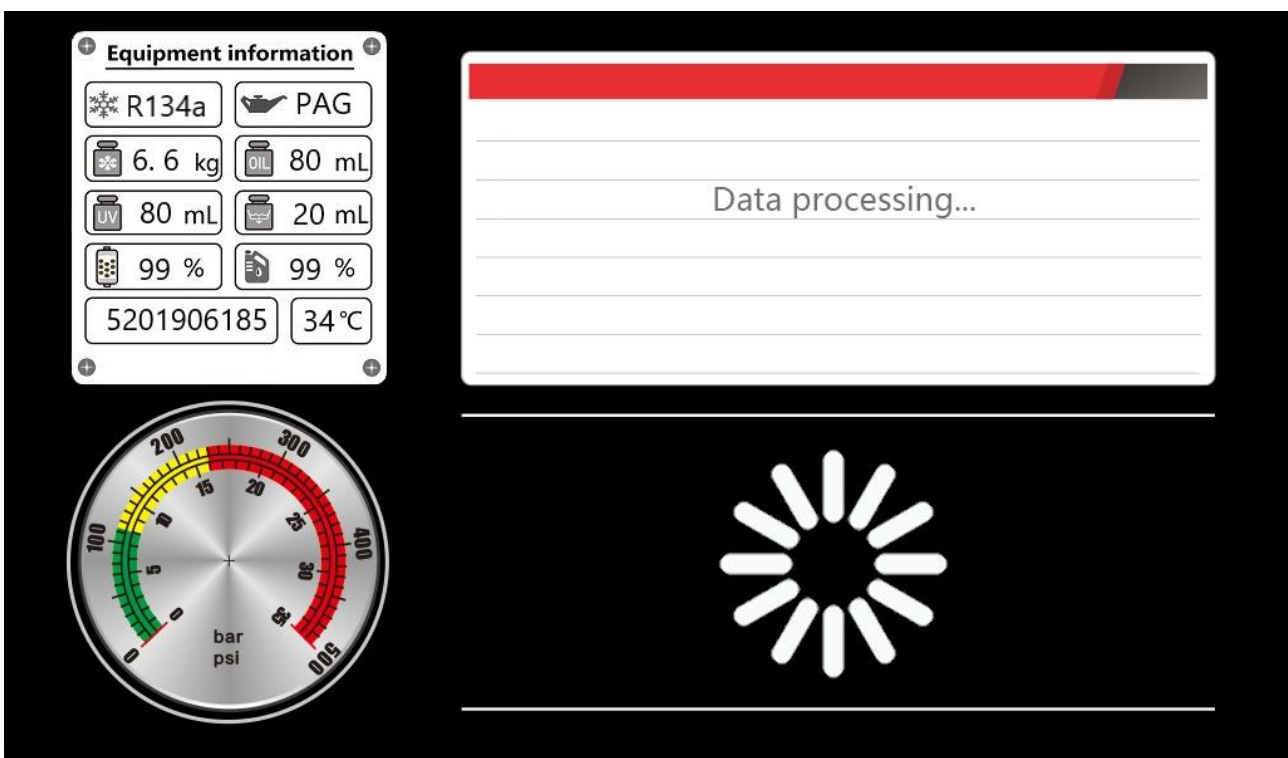 Equipment information
R134a PAG
6.6 kg OIL 80 mL
UV 80 mL 20 mL
99 % 99 %
5201906185 34℃
Data processing...
200 300
15 20
10 25
100 400
5 30
0 35
0 500
bar
psi